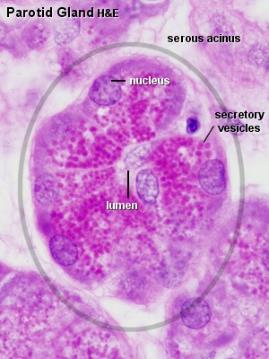 Parotid Gland H&E
serous acinus
nucleus
secretory
vesicles
lumen